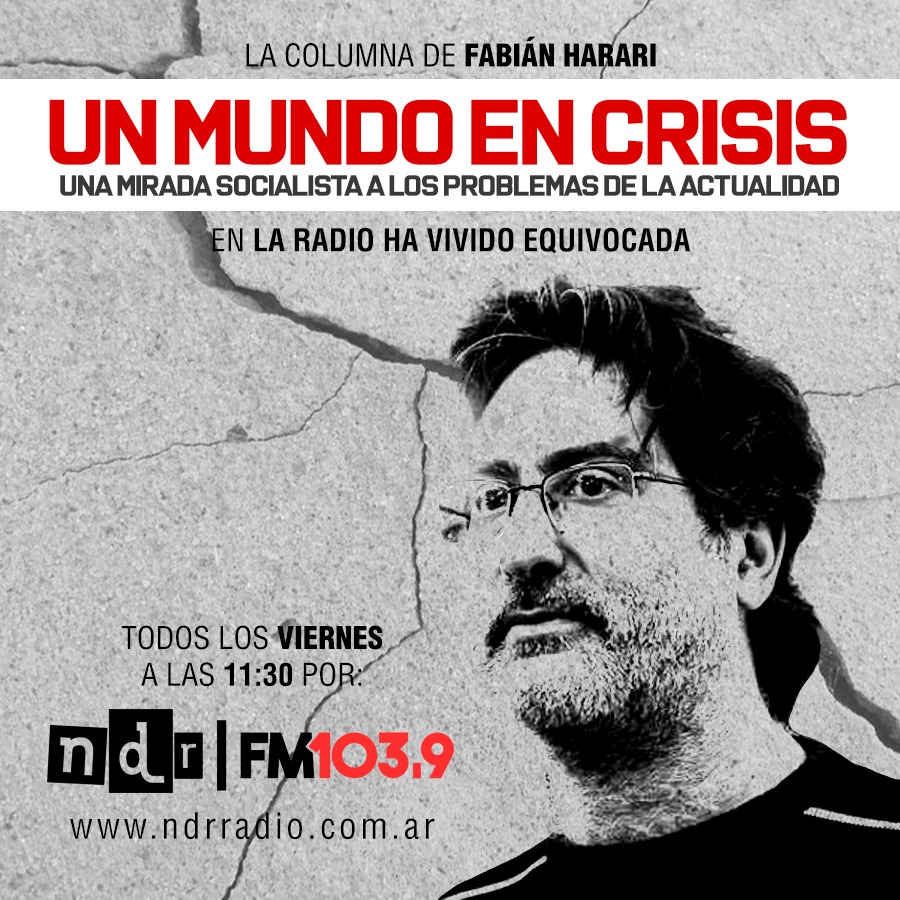 LA COLUMNA DE FABIÁN HARARI
UN MUNDO EN CRISIS
UNA MIRADA SOCIALISTA A LOS PROBLEMAS DE LA ACTUALIDAD
EN LA RADIO HA VIVIDO EQUIVOCADA
TODOS LOS VIERNES
A LAS 11:30 POR:
ndr | FM103.9
www.ndrradio.com.ar